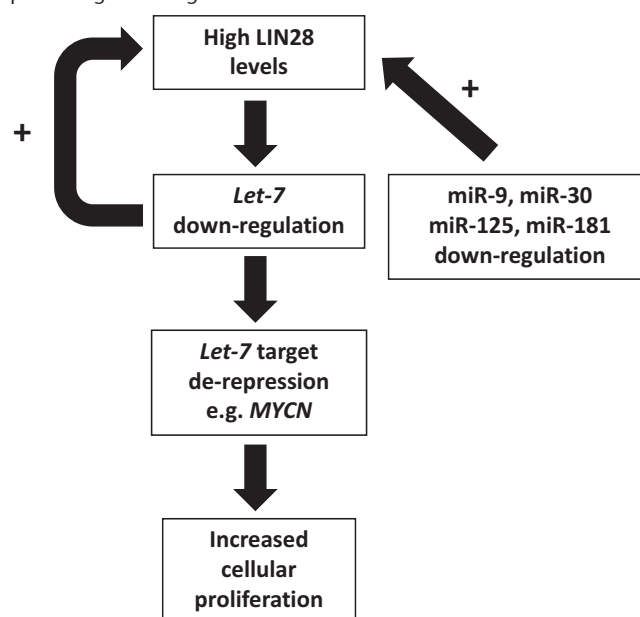 High LIN28
levels
+
+
Let-7
down-regulation
miR-9, miR-30
miR-125, miR-181
down-regulation
Let-7 target
de-repression
e.g. MYCN
Increased
cellular
proliferation